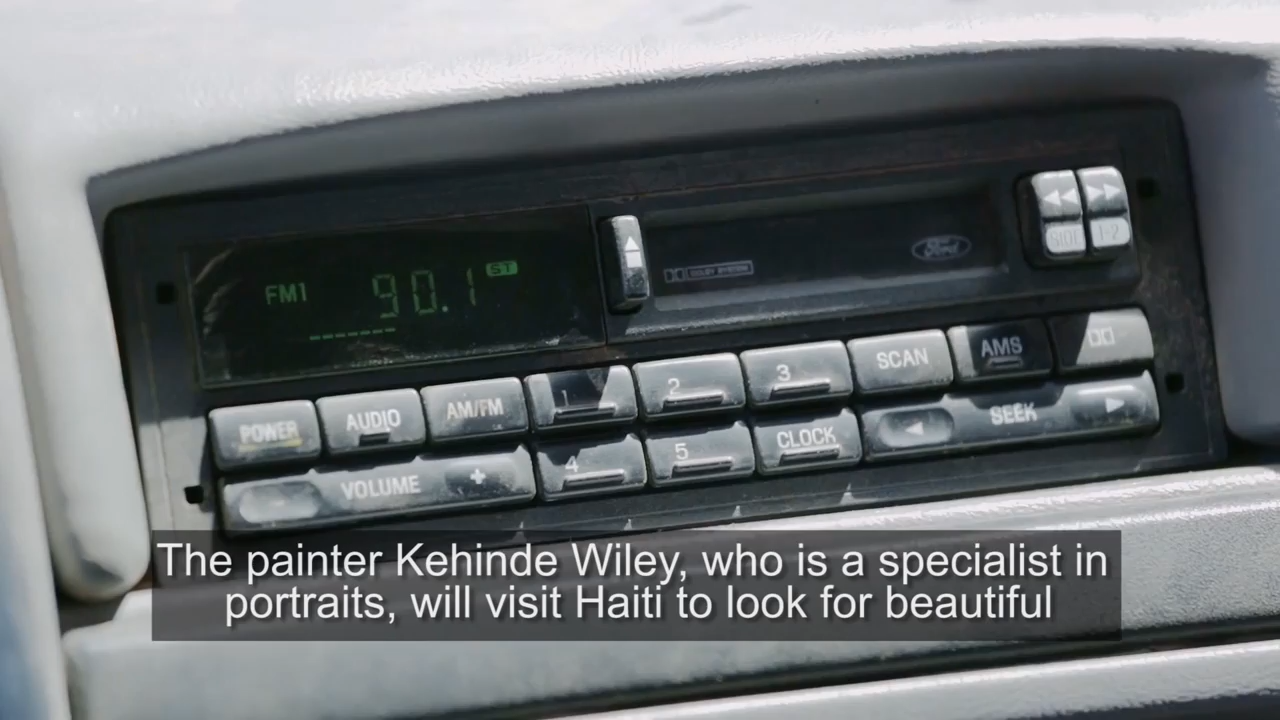 FM1 90.1 ST
DOLBY SYSTEM
Ford
SIDE 1-2
POWER AUDIO AM/FM 1 2 3 SCAN AMS
VOLUME + 4 5 CLOCK SEEK
The painter Kehinde Wiley, who is a specialist in
portraits, will visit Haiti to look for beautiful